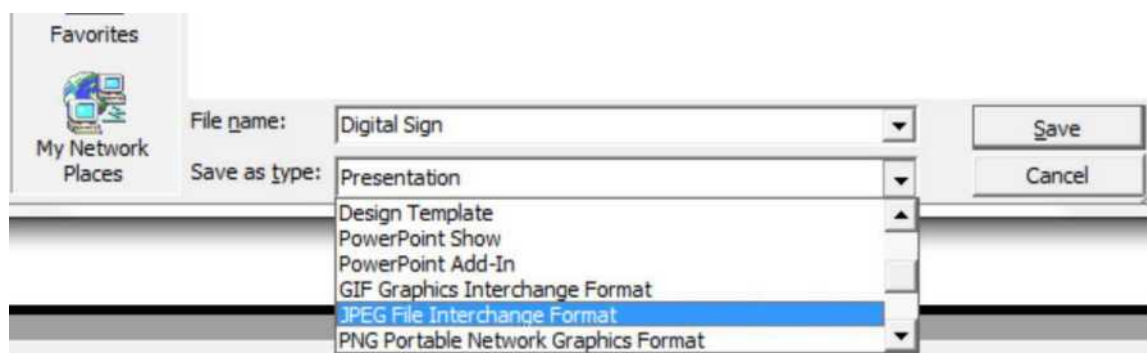 Favorites
My Network
Places
File name:
Digital Sign
Save
Save as type:
Presentation
Cancel
Design Template
PowerPoint Show
PowerPoint Add-In
GIF Graphics Interchange Format
JPEG File Interchange Format
PNG Portable Network Graphics Format